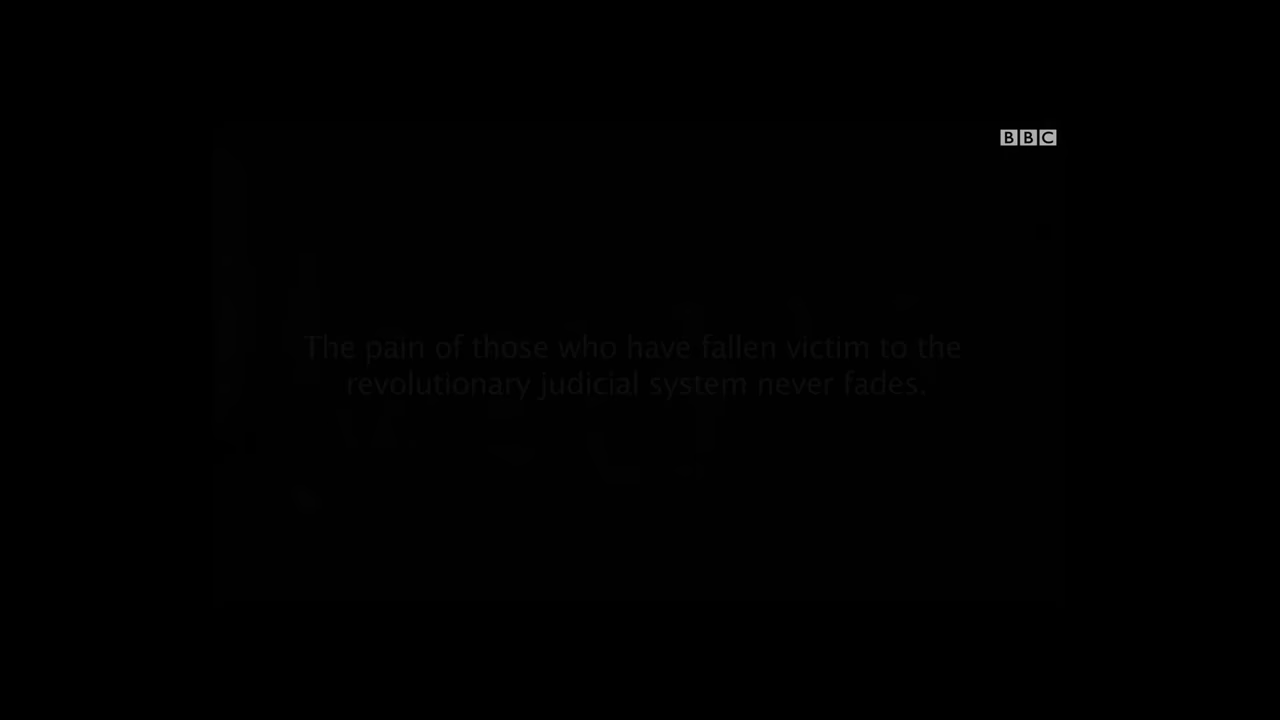 BBC
The pain of those who have fallen victim to the
revolutionary judicial system never fades.